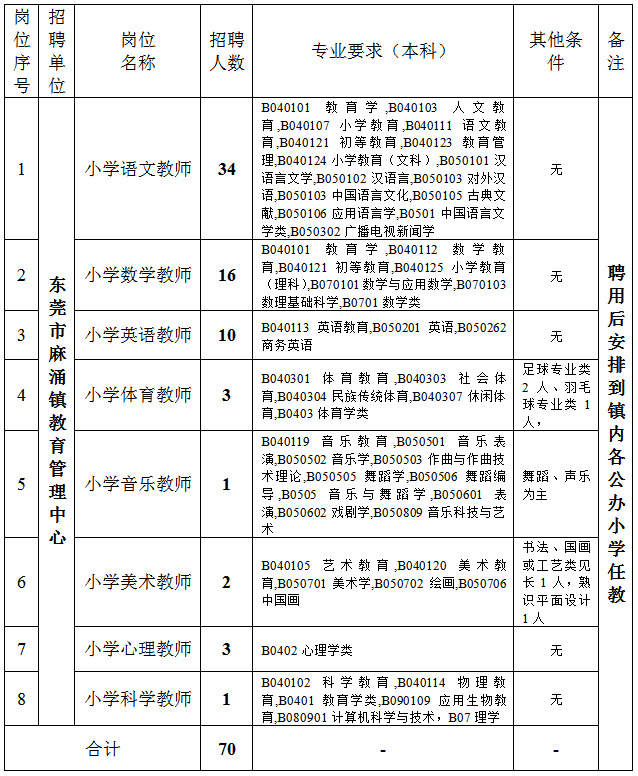 岗位序号
招聘单位
岗位
名称
招聘
人数
专业要求（本科）
其他条
件
备注
1
东莞市麻涌镇教育管理中心
小学语文教师
34
B040101 教育学,B040103 人文教
育,B040107 小学教育,B040111 语文教
育,B040121 初等教育,B040123 教育管
理,B040124 小学教育（文科）,B050101 汉
语言文学,B050102 汉语言,B050103 对外汉
语,B050103 中国语言文化,B050105 古典文
献,B050106 应用语言学,B0501 中国语言文
学类,B050302 广播电视新闻学
无
聘用后安排到镇内各公办小学任教
2
小学数学教师
16
B040101 教育学,B040112 数学教
育,B040121 初等教育,B040125 小学教育
（理科）,B070101 数学与应用数学,B070103
数理基础科学,B0701 数学类
无
3
小学英语教师
10
B040113 英语教育,B050201 英语,B050262
商务英语
无
4
小学体育教师
3
B040301 体育教育,B040303 社会体
育,B040304 民族传统体育,B040307 休闲体
育,B0403 体育学类
足球专业类
2 人、羽毛
球专业类 1
人，
5
小学音乐教师
1
B040119 音乐教育,B050501 音乐表
演,B050502 音乐学,B050503 作曲与作曲技
术理论,B050505 舞蹈学,B050506 舞蹈编
导,B0505 音乐与舞蹈学,B050601 表
演,B050602 戏剧学,B050809 音乐科技与艺
术
舞蹈、声乐
为主
6
小学美术教师
2
B040105 艺术教育,B040120 美术教
育,B050701 美术学,B050702 绘画,B050706
中国画
书法、国画
或工艺类见
长 1 人，熟
识平面设计
1 人
7
小学心理教师
3
B0402 心理学类
无
8
小学科学教师
1
B040102 科学教育,B040114 物理教
育,B0401 教育学类,B090109 应用生物教
育,B080901 计算机科学与技术，B07 理学
无
合计
70
-
-